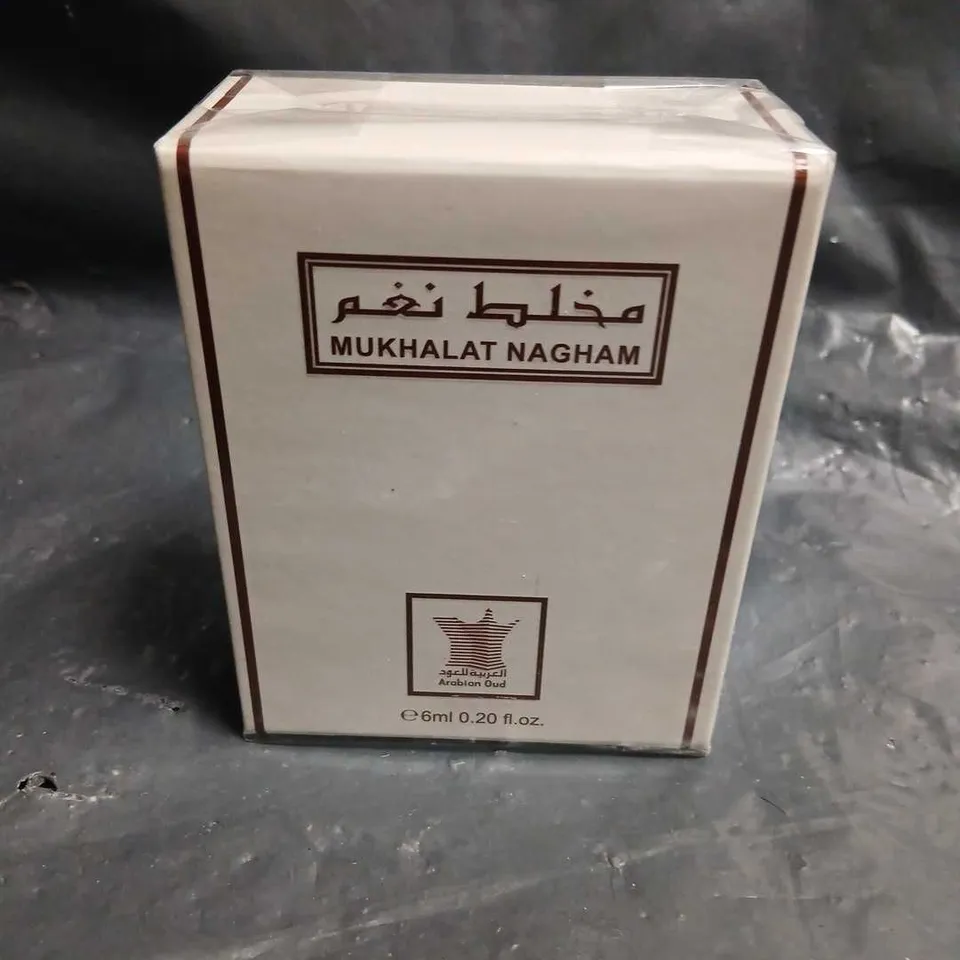 مخلط نغم
MUKHALAT NAGHAM
العربية للعود
Arabian Oud
℮6ml 0.20 fl.oz.